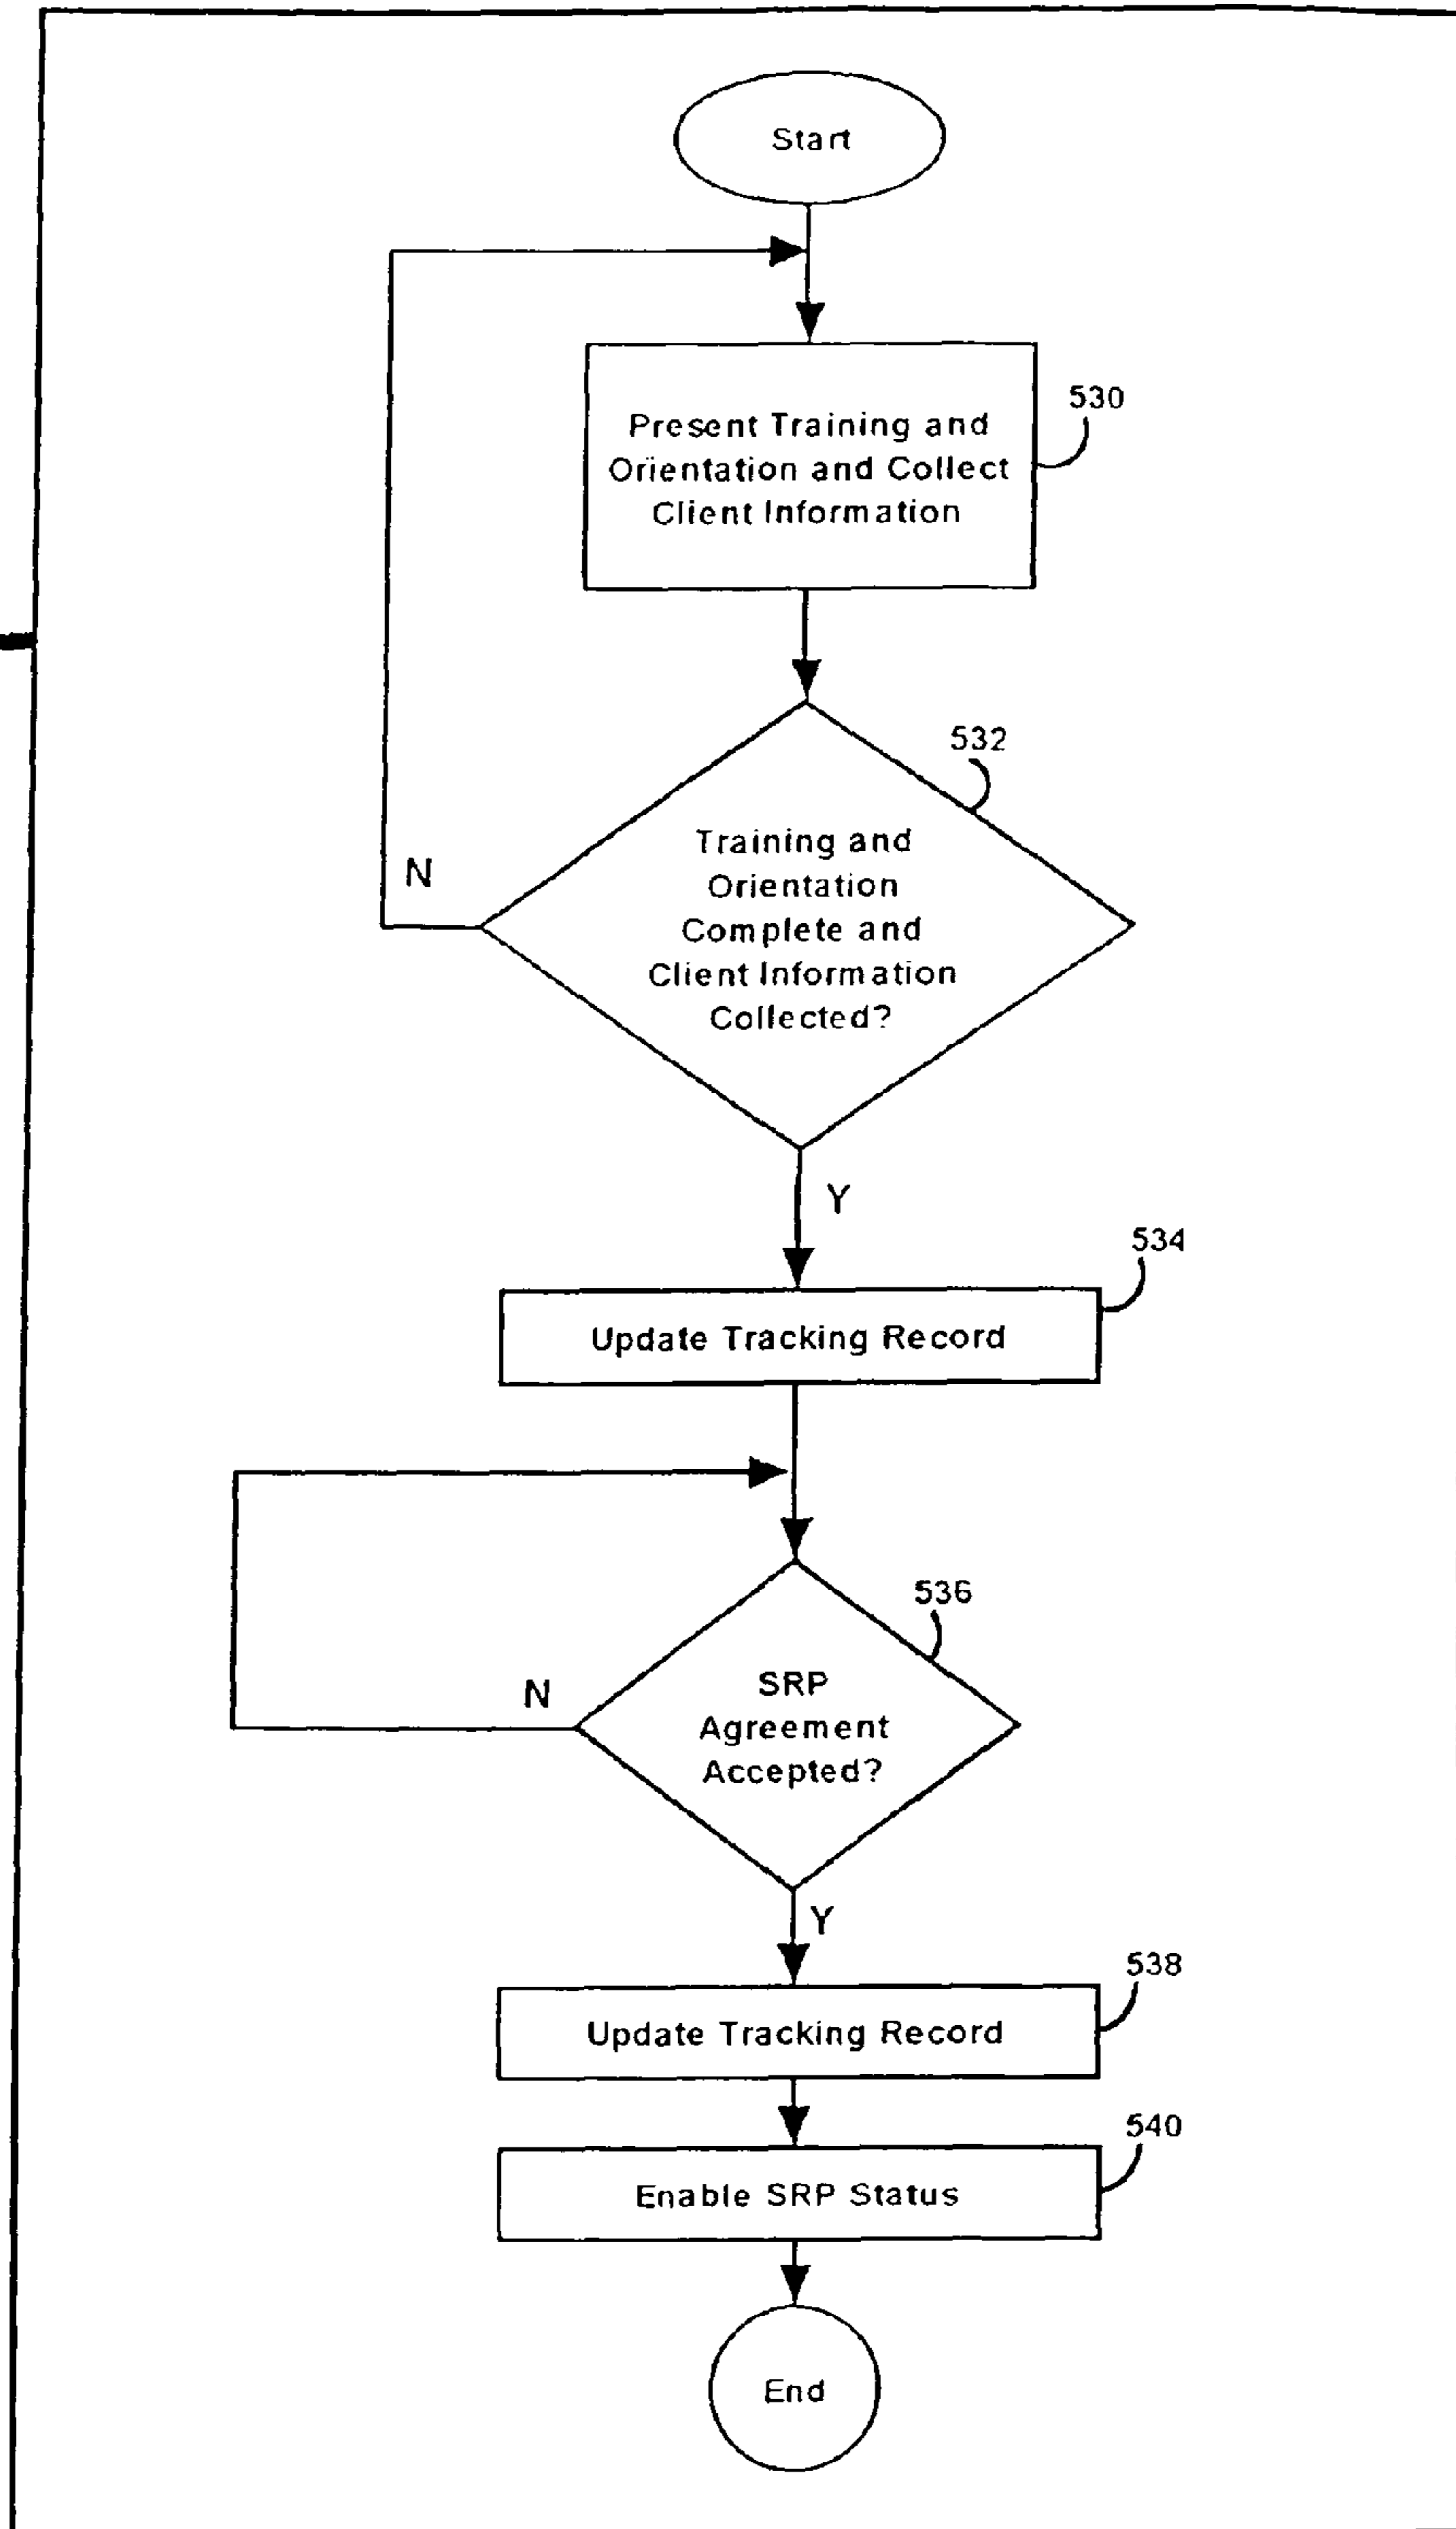 Start
530
Present Training and
Orientation and Collect
Client Information
532
Training and
Orientation
Complete and
Client Information
Collected?
N
Y
534
Update Tracking Record
536
SRP
Agreement
Accepted?
N
Y
538
Update Tracking Record
540
Enable SRP Status
End